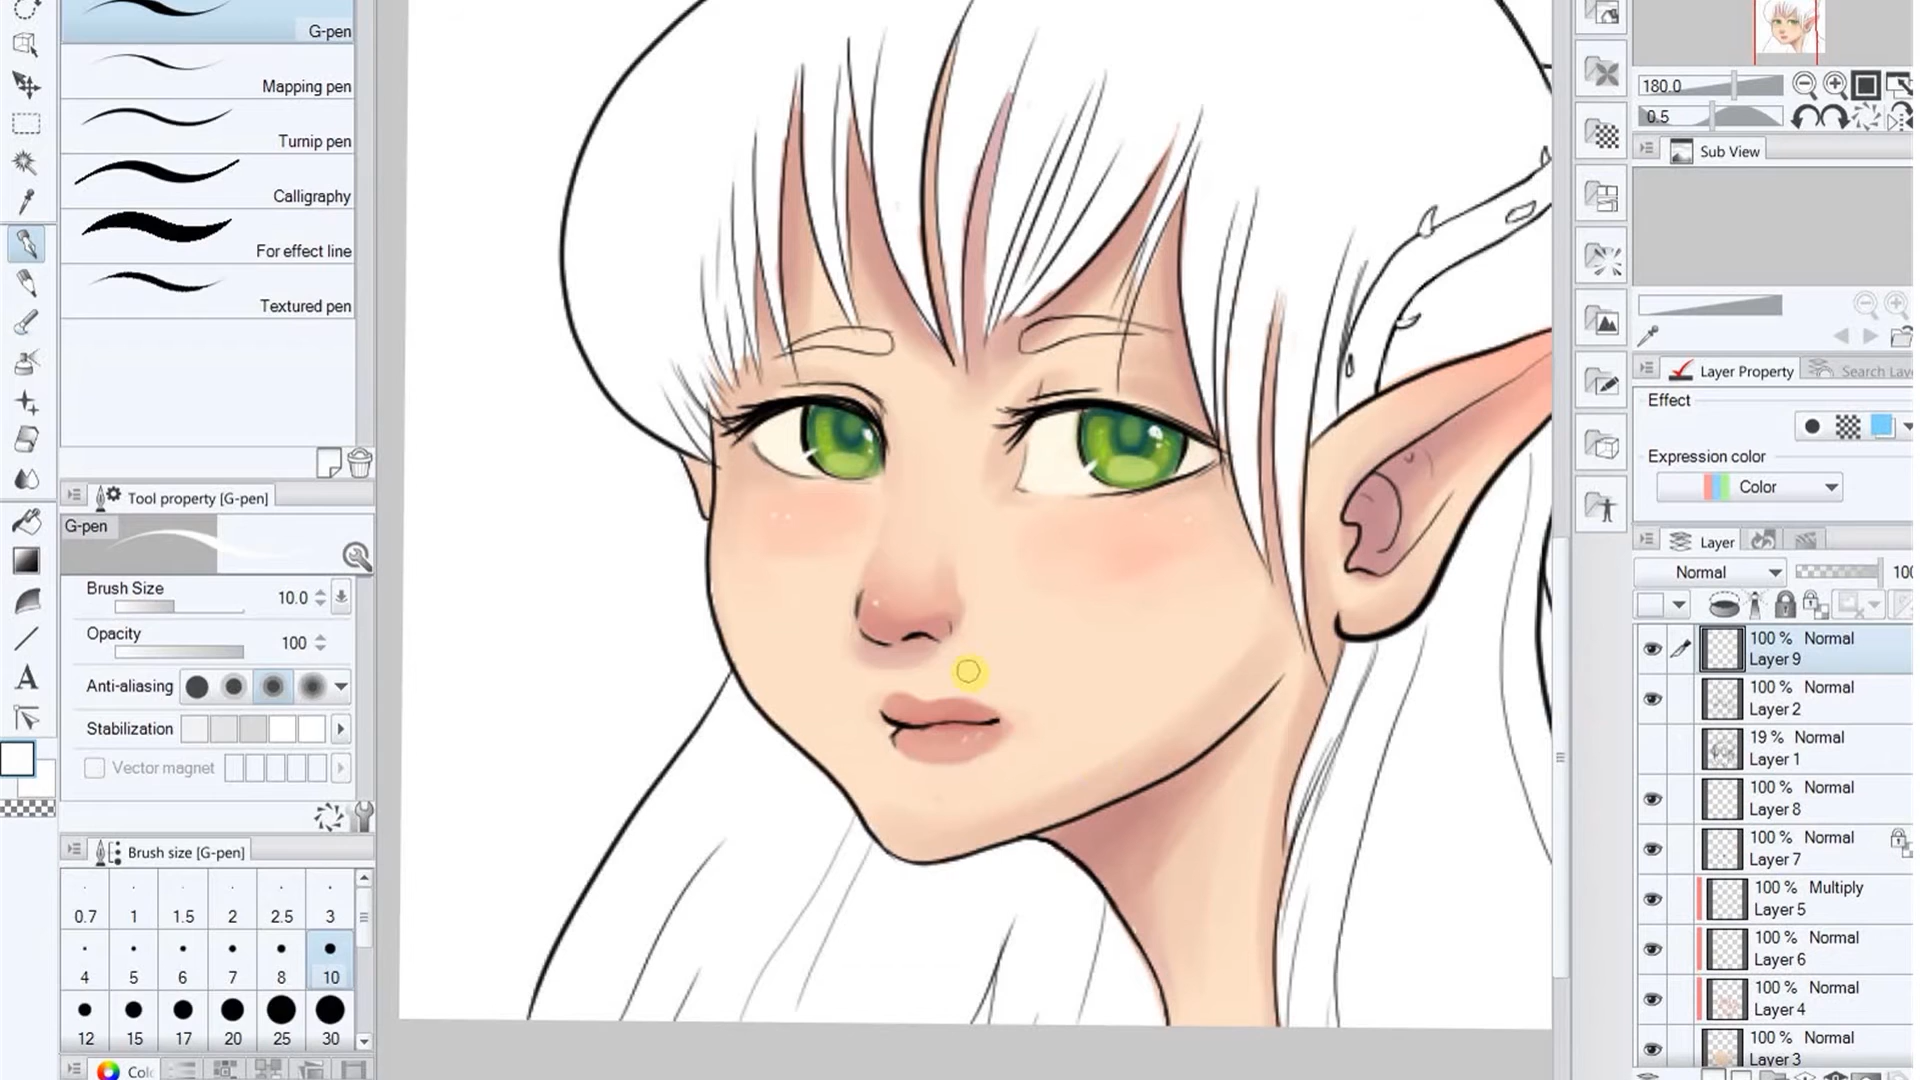 G-pen
Mapping pen
Turnip pen
Calligraphy
For effect line
Textured pen
Tool property [G-pen]
G-pen
Brush Size
10.0
Opacity
100
Anti-aliasing
Stabilization
Vector magnet
Brush size [G-pen]
0.7 1 1.5 2 2.5 3
4 5 6 7 8 10
12 15 17 20 25 30
Colo
180.0
0.5
Sub View
Layer Property
Search Lay
Effect
Expression color
Color
Layer
Normal
100
100 % Normal
Layer 9
100 % Normal
Layer 2
19 % Normal
Layer 1
100 % Normal
Layer 8
100 % Normal
Layer 7
100 % Multiply
Layer 5
100 % Normal
Layer 6
100 % Normal
Layer 4
100 % Normal
Layer 3